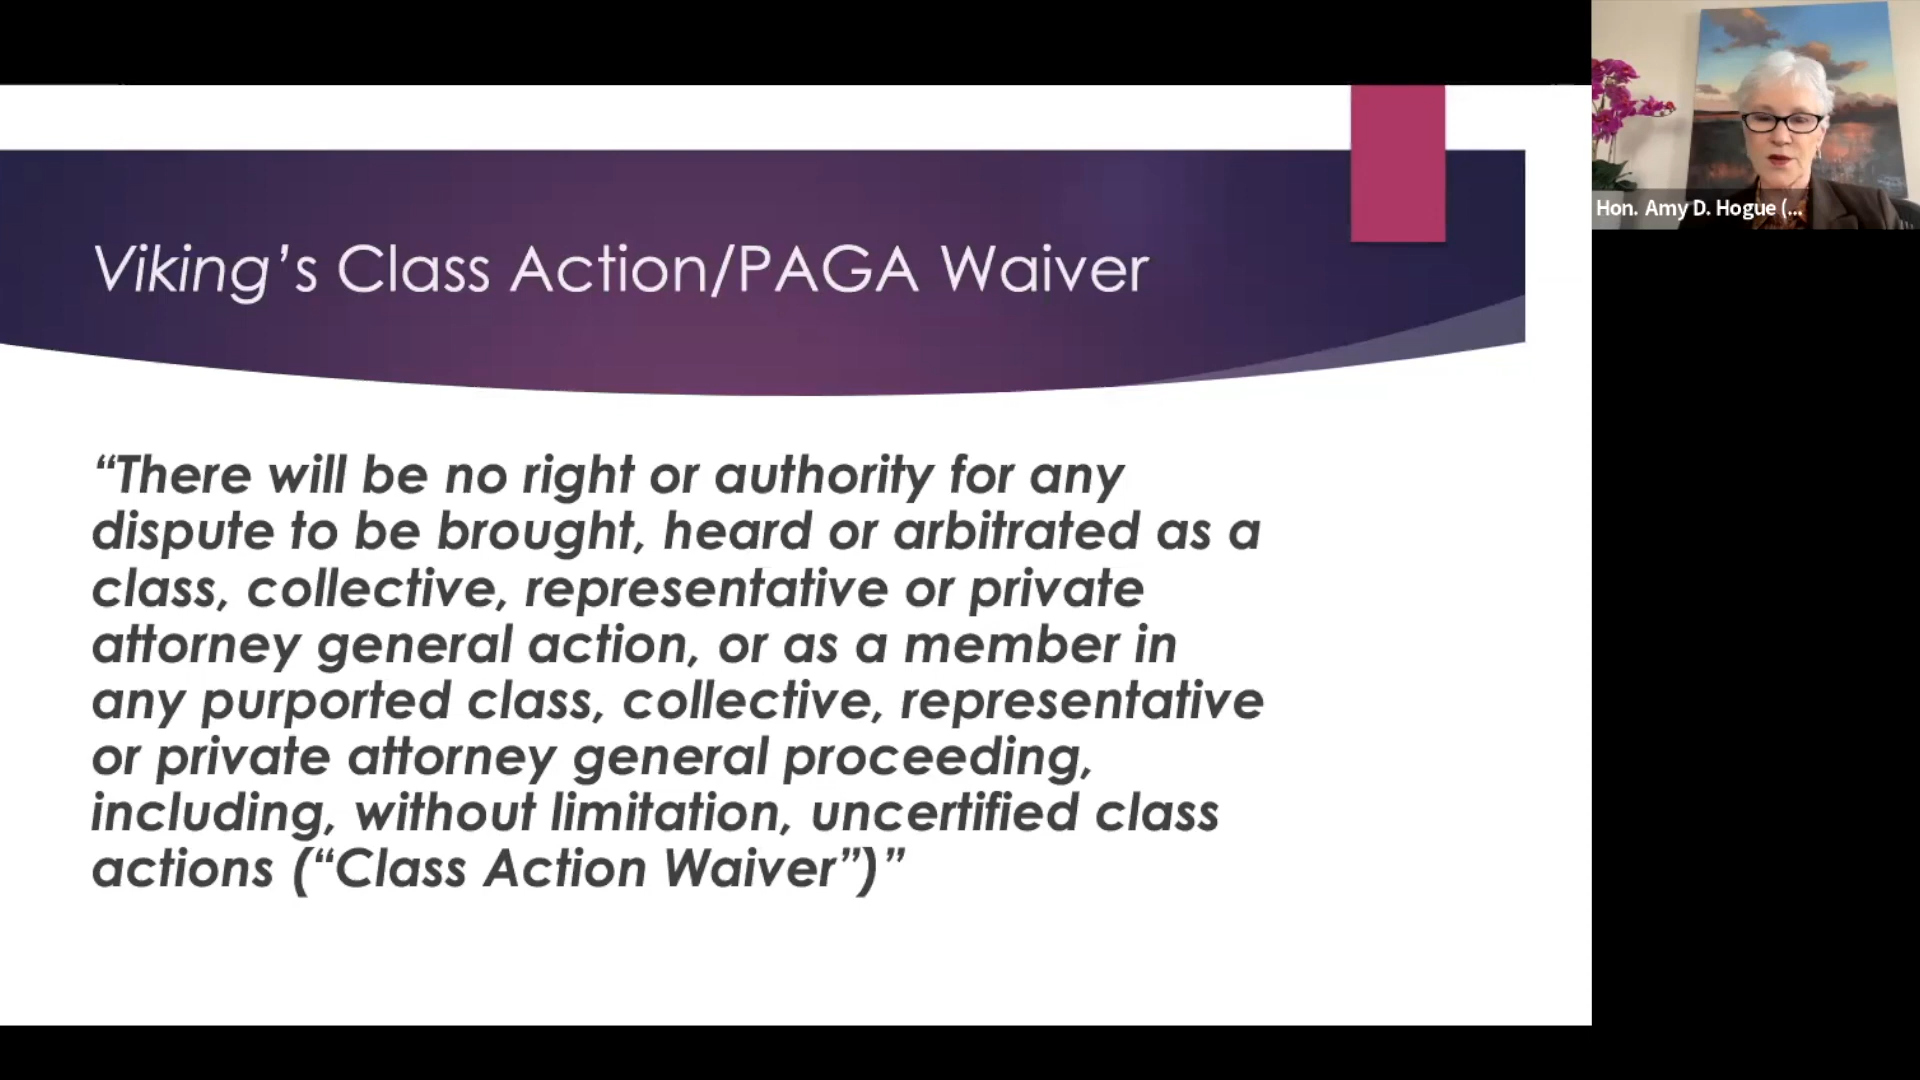 Viking's Class Action/PAGA Waiver
“There will be no right or authority for any
dispute to be brought, heard or arbitrated as a
class, collective, representative or private
attorney general action, or as a member in
any purported class, collective, representative
or private attorney general proceeding,
including, without limitation, uncertified class
actions (“Class Action Waiver”)”
Hon. Amy D. Hogue (...